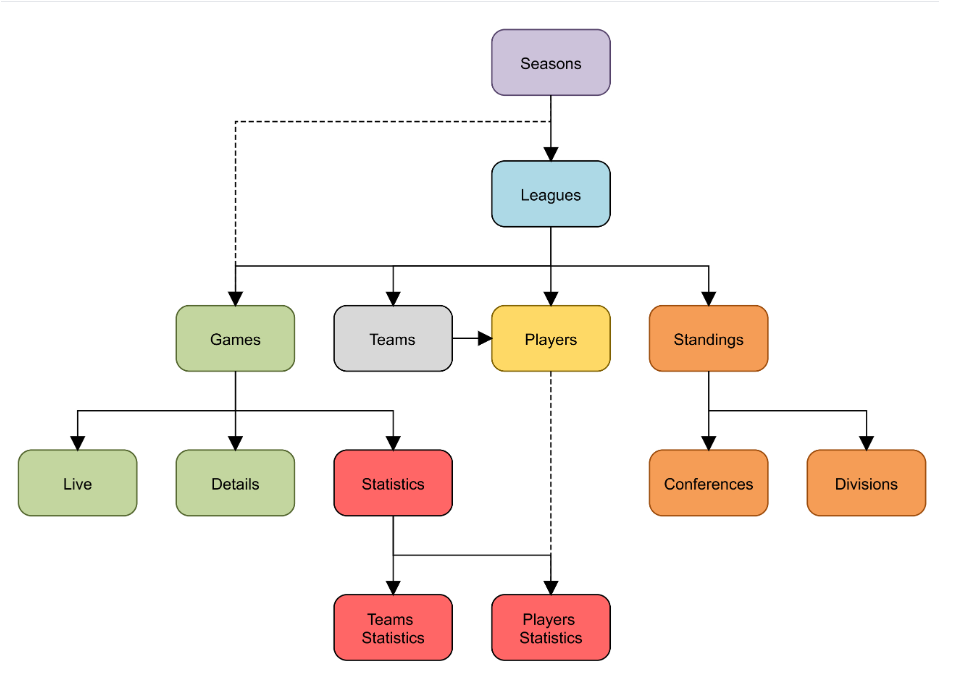 Seasons
Leagues
Games
Teams
Players
Standings
Live
Details
Statistics
Conferences
Divisions
Teams
Statistics
Players
Statistics